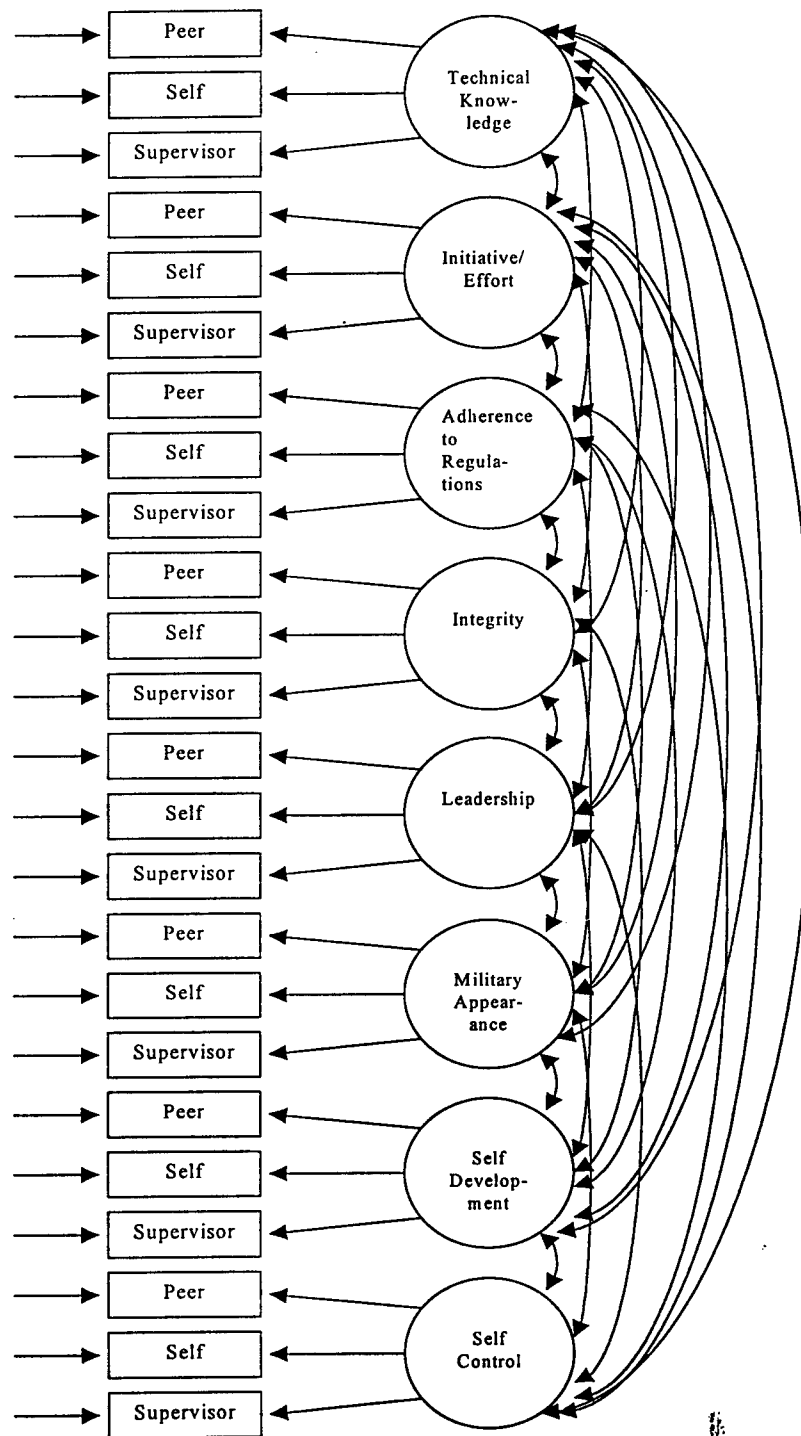 Peer
Self
Supervisor
Technical
Know-
ledge
Peer
Self
Supervisor
Initiative/
Effort
Peer
Self
Supervisor
Adherence
to
Regula-
tions
Peer
Self
Supervisor
Integrity
Peer
Self
Supervisor
Leadership
Peer
Self
Supervisor
Military
Appear-
ance
Peer
Self
Supervisor
Self
Develop-
ment
Peer
Self
Supervisor
Self
Control